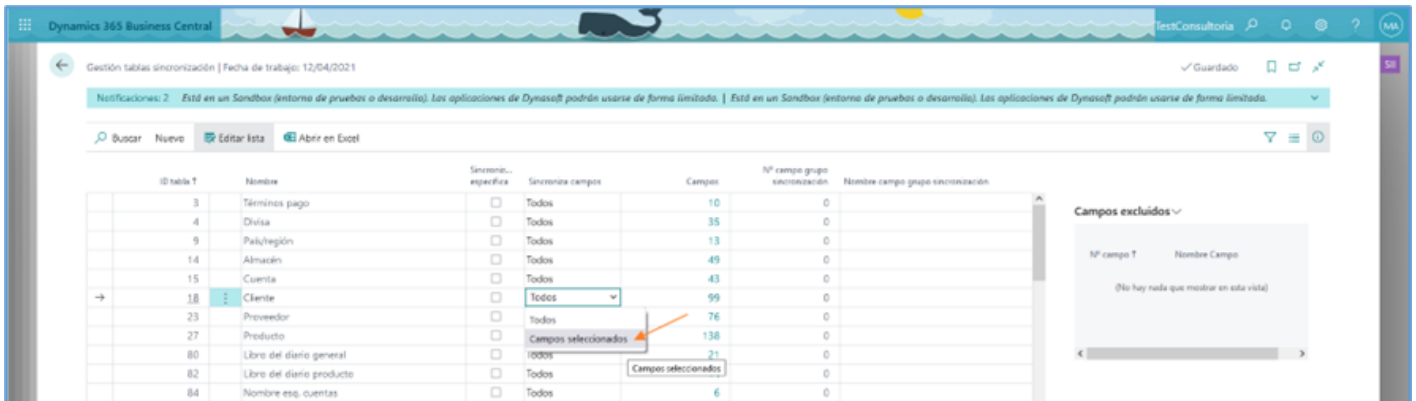 Dynamics 365 Business Central TestConsultoria ? MA
Gestión tablas sincronización | Fecha de trabajo: 12/04/2021 Guardado SII
Notificaciones: 2 Está en un Sandbox (entorno de pruebas o desarrollo). Las aplicaciones de Dynasoft podrán usarse de forma limitada. | Está en un Sandbox (entorno de pruebas o desarrollo). Las aplicaciones de Dynasoft podrán usarse de forma limitada.
Buscar Nuevo Editar lista Abrir en Excel
ID tabla ↑ Nombre Sincroniz... específica Sincroniza campos Campos Nº campo grupo sincronización Nombre campo grupo sincronización
3 Términos pago Todos 10 0
4 Divisa Todos 35 0
9 País/región Todos 13 0
14 Almacén Todos 49 0
15 Cuenta Todos 43 0
18 Cliente Todos 99 0
23 Proveedor Todos 76 0
27 Producto Campos seleccionados 138 0
80 Libro del diario general Todos 21 0
82 Libro del diario producto Todos Campos seleccionados 0
84 Nombre esq. cuentas Todos 6 0
Campos excluidos
Nº campo ↑ Nombre Campo
(No hay nada que mostrar en esta vista)